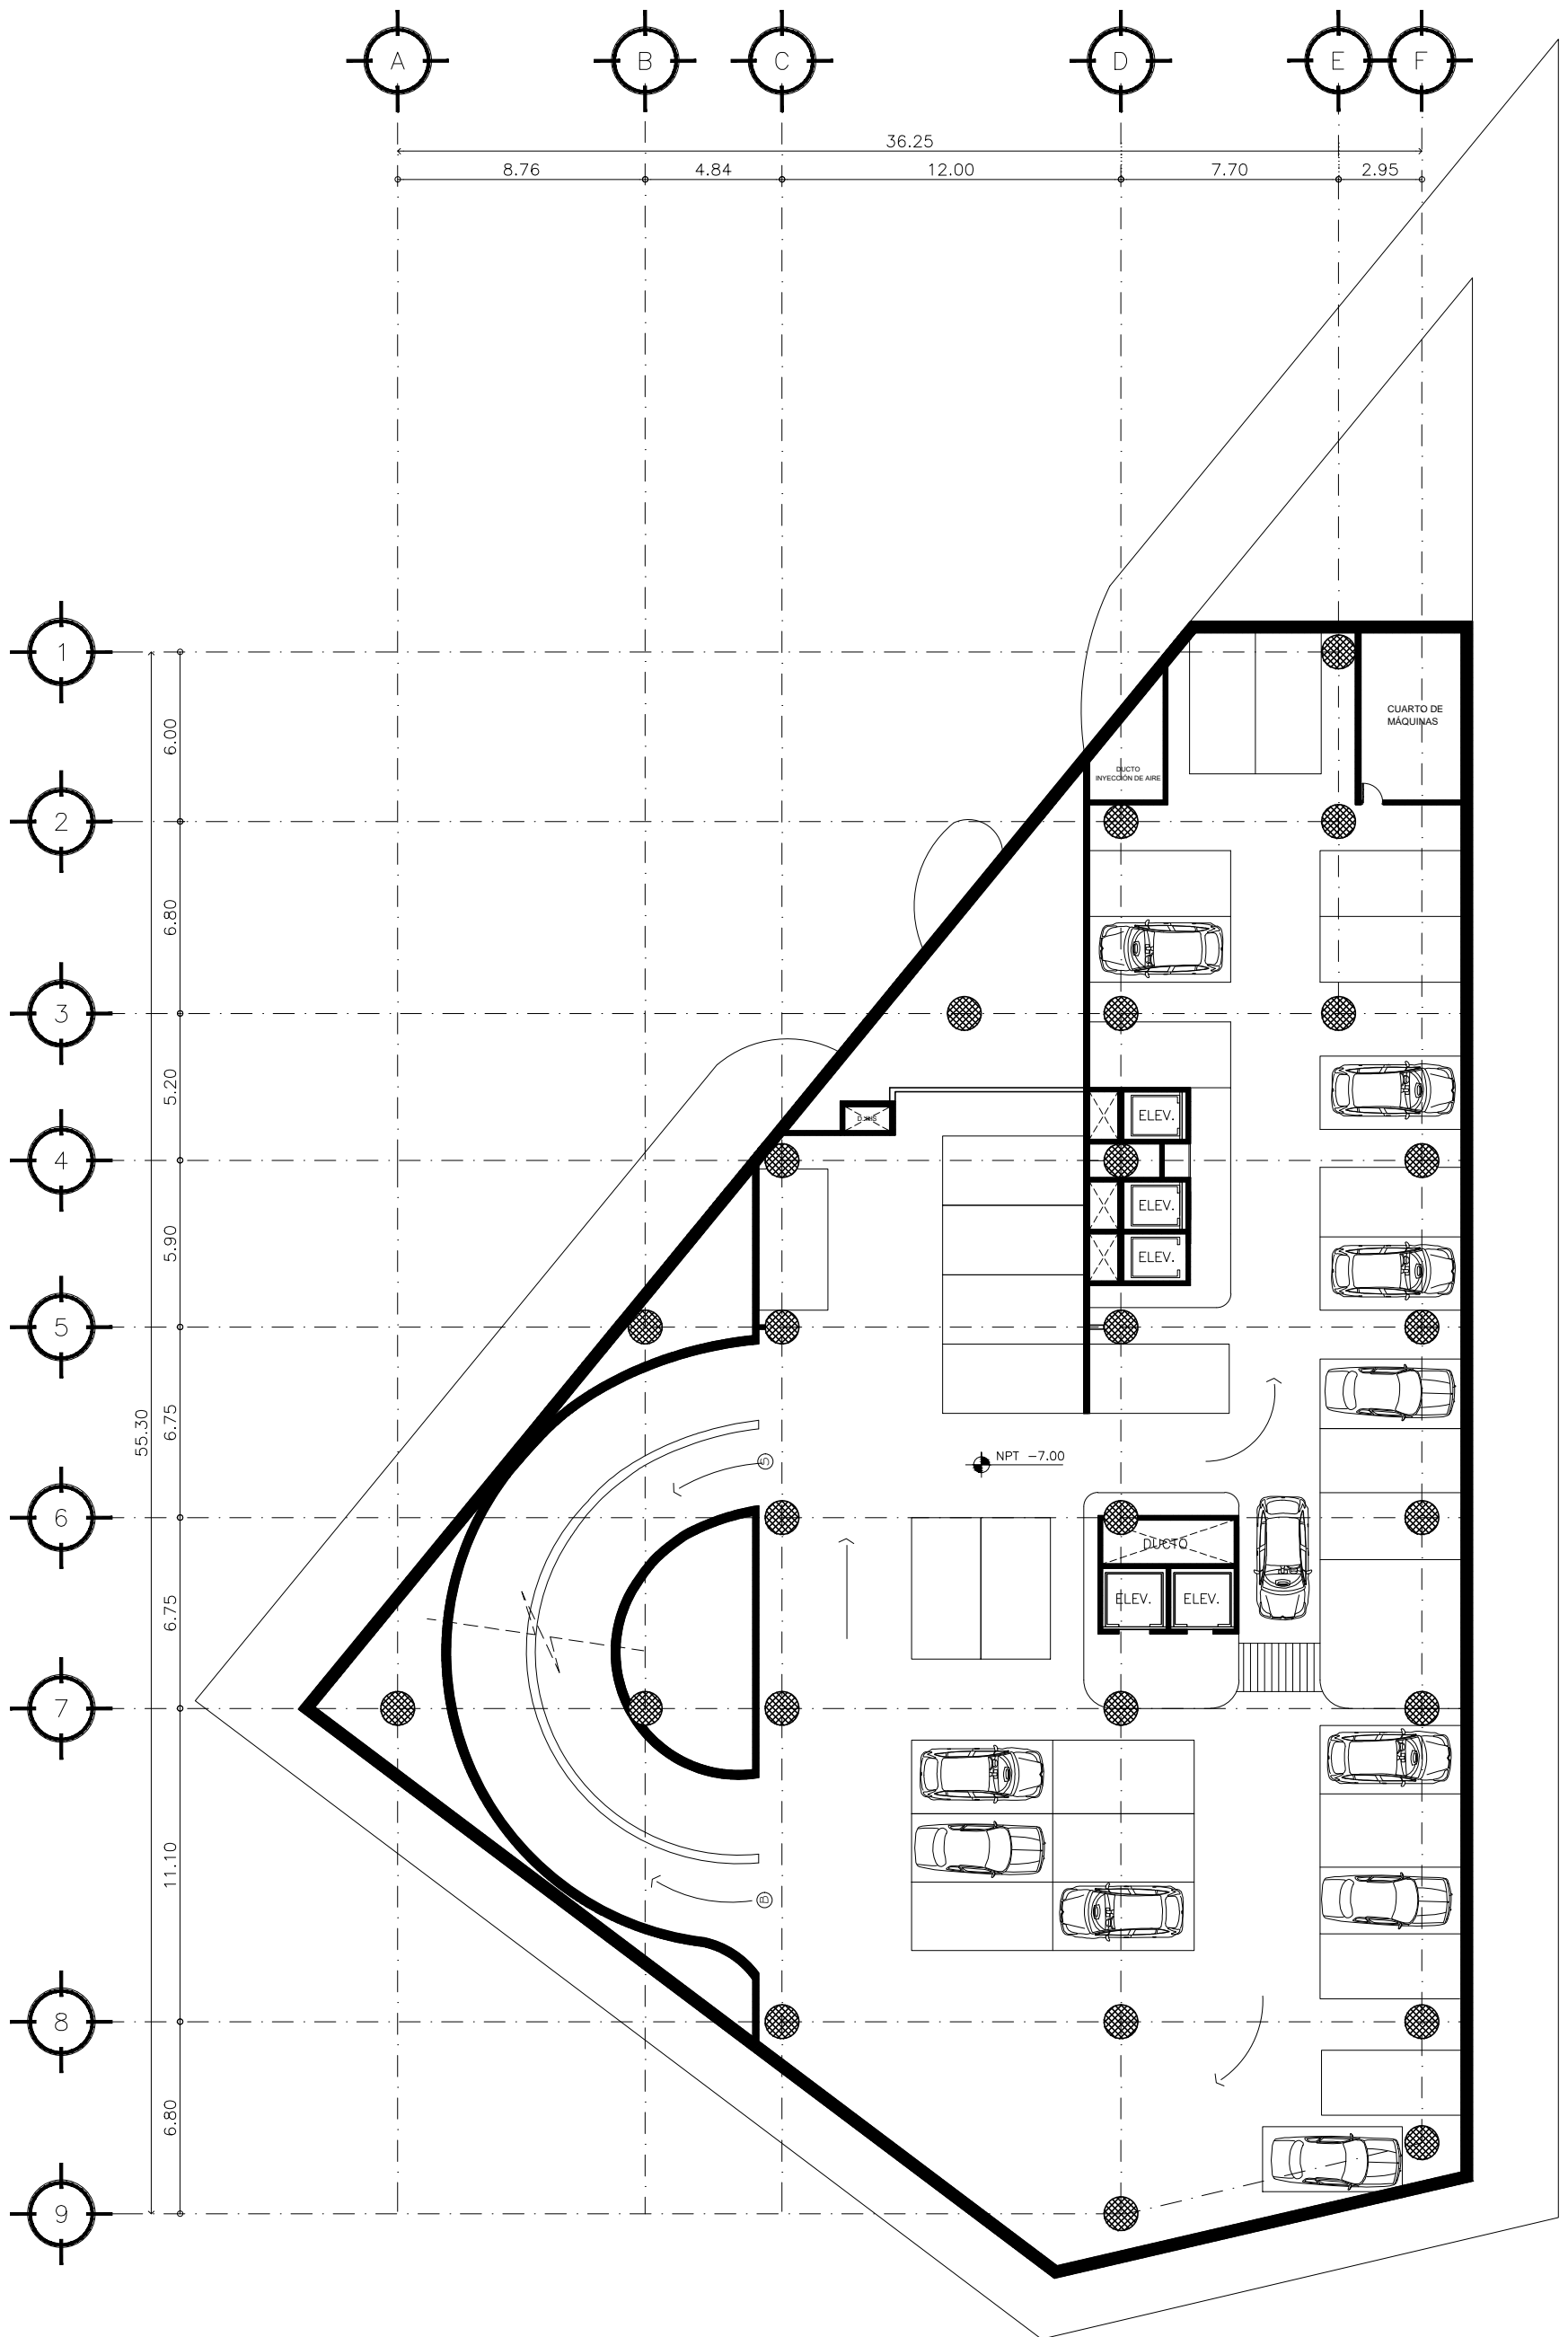 A B C D E F
36.25
8.76 4.84 12.00 7.70 2.95
1
6.00
CUARTO DE
MÁQUINAS
DUCTO
INYECCIÓN DE AIRE
2
6.80
3
5.20
ELEV.
4
5.90
ELEV.
ELEV.
5
55.30
6.75
NPT -7.00
S
6
DUCTO
6.75
ELEV. ELEV.
7
11.10
B
8
6.80
9